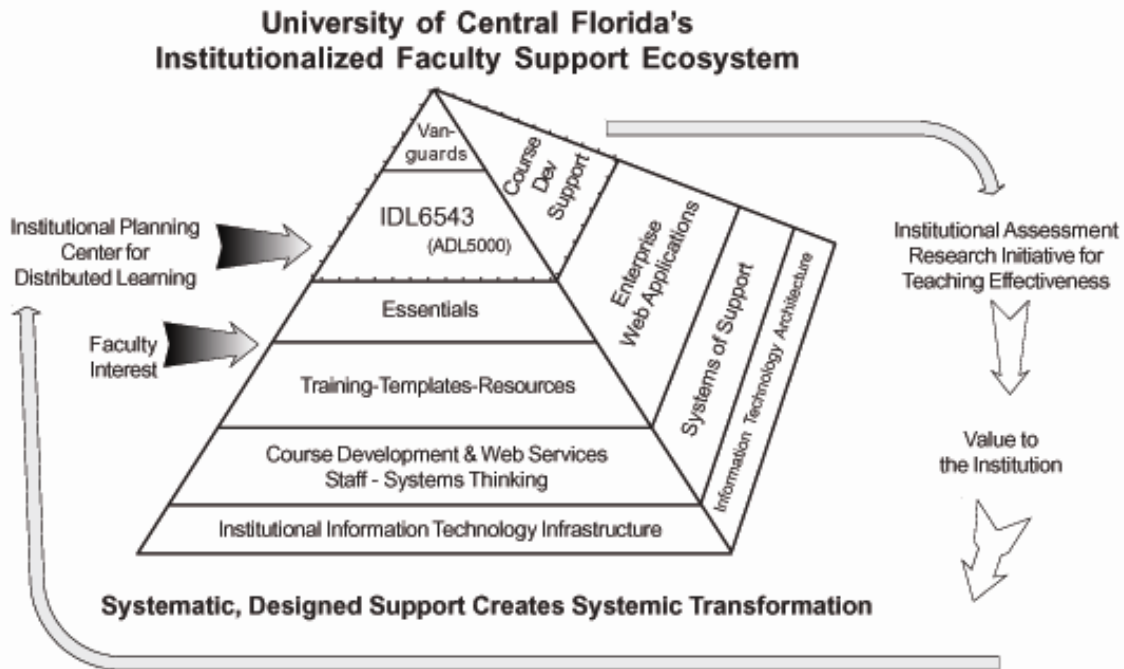 University of Central Florida's
Institutionalized Faculty Support Ecosystem
Van-
guards
IDL6543
(ADL5000)
Essentials
Training-Templates-Resources
Course Development & Web Services
Staff - Systems Thinking
Institutional Information Technology Infrastructure
Course
Dev
Support
Enterprise
Web Applications
Systems of Support
Information Technology Architecture
Institutional Planning
Center for
Distributed Learning
Faculty
Interest
Institutional Assessment
Research Initiative for
Teaching Effectiveness
Value to
the Institution
Systematic, Designed Support Creates Systemic Transformation